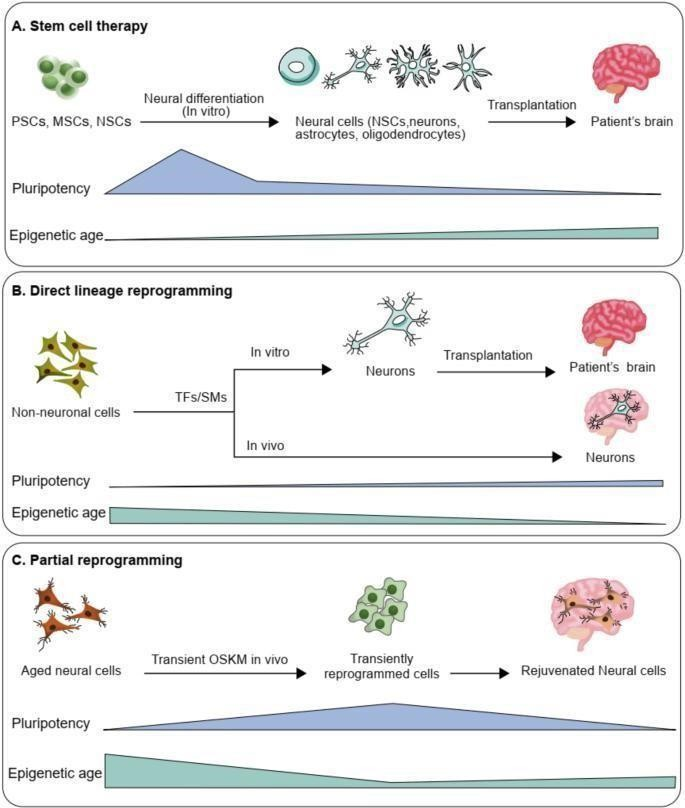 A. Stem cell therapy
Neural differentiation
(In vitro)
Transplantation
PSCs, MSCs, NSCs
Neural cells (NSCs,neurons,
astrocytes, oligodendrocytes)
Patient's brain
Pluripotency
Epigenetic age
B. Direct lineage reprogramming
In vitro
Neurons
Transplantation
Patient's brain
Non-neuronal cells
TFs/SMs
In vivo
Neurons
Pluripotency
Epigenetic age
C. Partial reprogramming
Aged neural cells
Transient OSKM in vivo
Transiently
reprogrammed cells
Rejuvenated Neural cells
Pluripotency
Epigenetic age